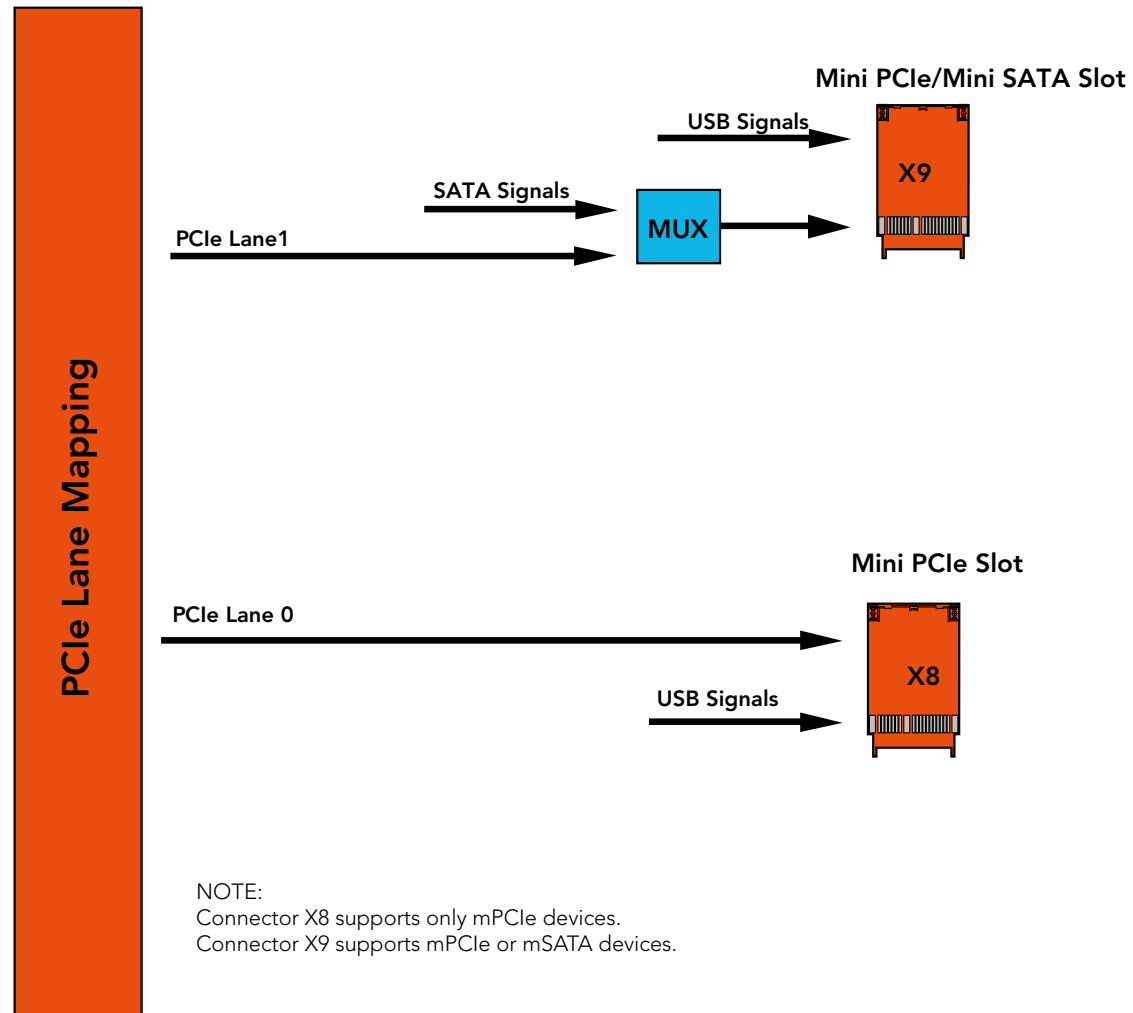 PCIe Lane Mapping
Mini PCIe/Mini SATA Slot
USB Signals
X9
SATA Signals
MUX
PCIe Lane1
Mini PCIe Slot
PCIe Lane 0
X8
USB Signals
NOTE:
Connector X8 supports only mPCIe devices.
Connector X9 supports mPCIe or mSATA devices.